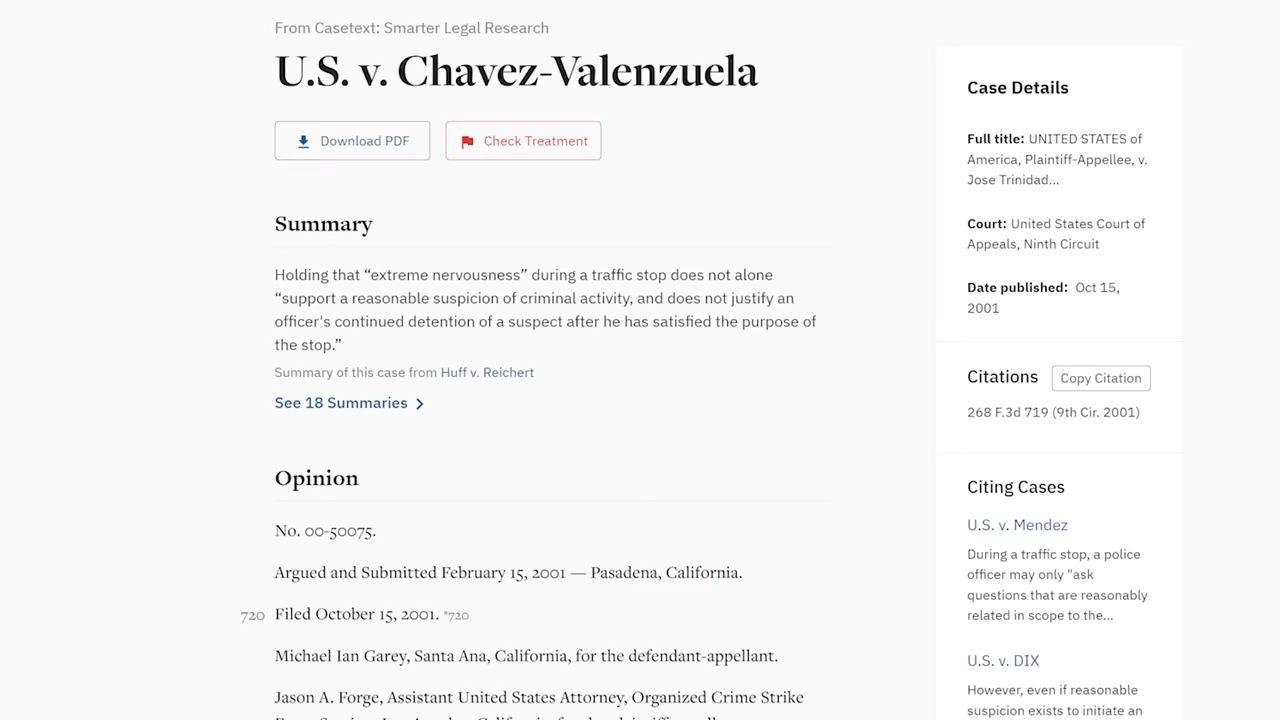 From Casetext: Smarter Legal Research
U.S. v. Chavez-Valenzuela
Download PDF
Check Treatment
Summary
Holding that “extreme nervousness” during a traffic stop does not alone
“support a reasonable suspicion of criminal activity, and does not justify an
officer's continued detention of a suspect after he has satisfied the purpose of
the stop.”
Summary of this case from Huff v. Reichert
See 18 Summaries
Opinion
No. 00-50075.
Argued and Submitted February 15, 2001 — Pasadena, California.
720 Filed October 15, 2001. *720
Michael Ian Garey, Santa Ana, California, for the defendant-appellant.
Jason A. Forge, Assistant United States Attorney, Organized Crime Strike
Case Details
Full title: UNITED STATES of
America, Plaintiff-Appellee, v.
Jose Trinidad...
Court: United States Court of
Appeals, Ninth Circuit
Date published: Oct 15,
2001
Citations
Copy Citation
268 F.3d 719 (9th Cir. 2001)
Citing Cases
U.S. v. Mendez
During a traffic stop, a police
officer may only "ask
questions that are reasonably
related in scope to the...
U.S. v. DIX
However, even if reasonable
suspicion exists to initiate an